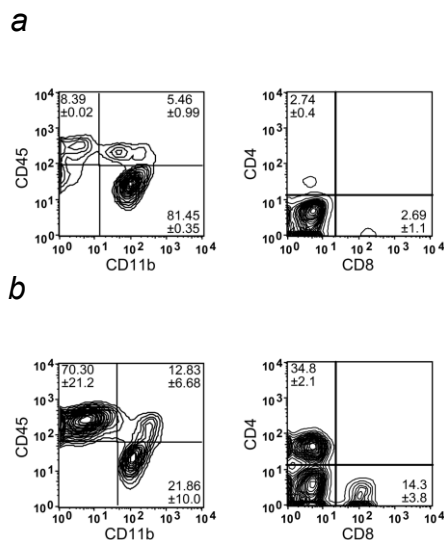 a
10⁴
10³
10²
10¹
10⁰
CD45
8.39
±0.02
5.46
±0.99
81.45
±0.35
10⁰ 10¹ 10² 10³ 10⁴
CD11b
10⁴
10³
10²
10¹
10⁰
CD4
2.74
±0.4
2.69
±1.1
10⁰ 10¹ 10² 10³ 10⁴
CD8
b
10⁴
10³
10²
10¹
10⁰
CD45
70.30
±21.2
12.83
±6.68
21.86
±10.0
10⁰ 10¹ 10² 10³ 10⁴
CD11b
10⁴
10³
10²
10¹
10⁰
CD4
34.8
±2.1
14.3
±3.8
10⁰ 10¹ 10² 10³ 10⁴
CD8